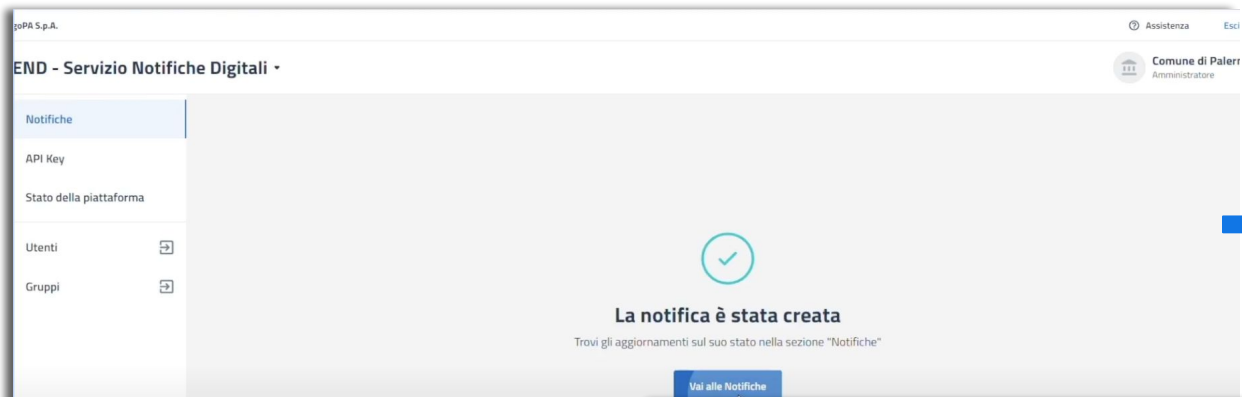 goPA S.p.A.
Assistenza
Esci
END - Servizio Notifiche Digitali
Comune di Paler
Amministratore
Notifiche
API Key
Stato della piattaforma
Utenti
Gruppi
La notifica è stata creata
Trovi gli aggiornamenti sul suo stato nella sezione "Notifiche"
Vai alle Notifiche